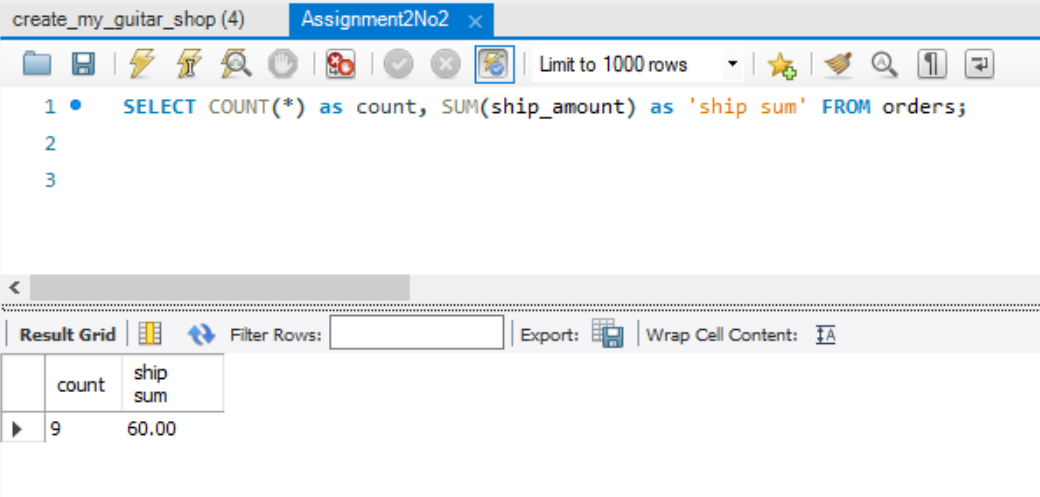 create_my_guitar_shop (4) Assignment2No2
Limit to 1000 rows
1 SELECT COUNT(*) as count, SUM(ship_amount) as 'ship sum' FROM orders;
2
3
Result Grid Filter Rows: Export: Wrap Cell Content: IA
count ship
sum
9 60.00